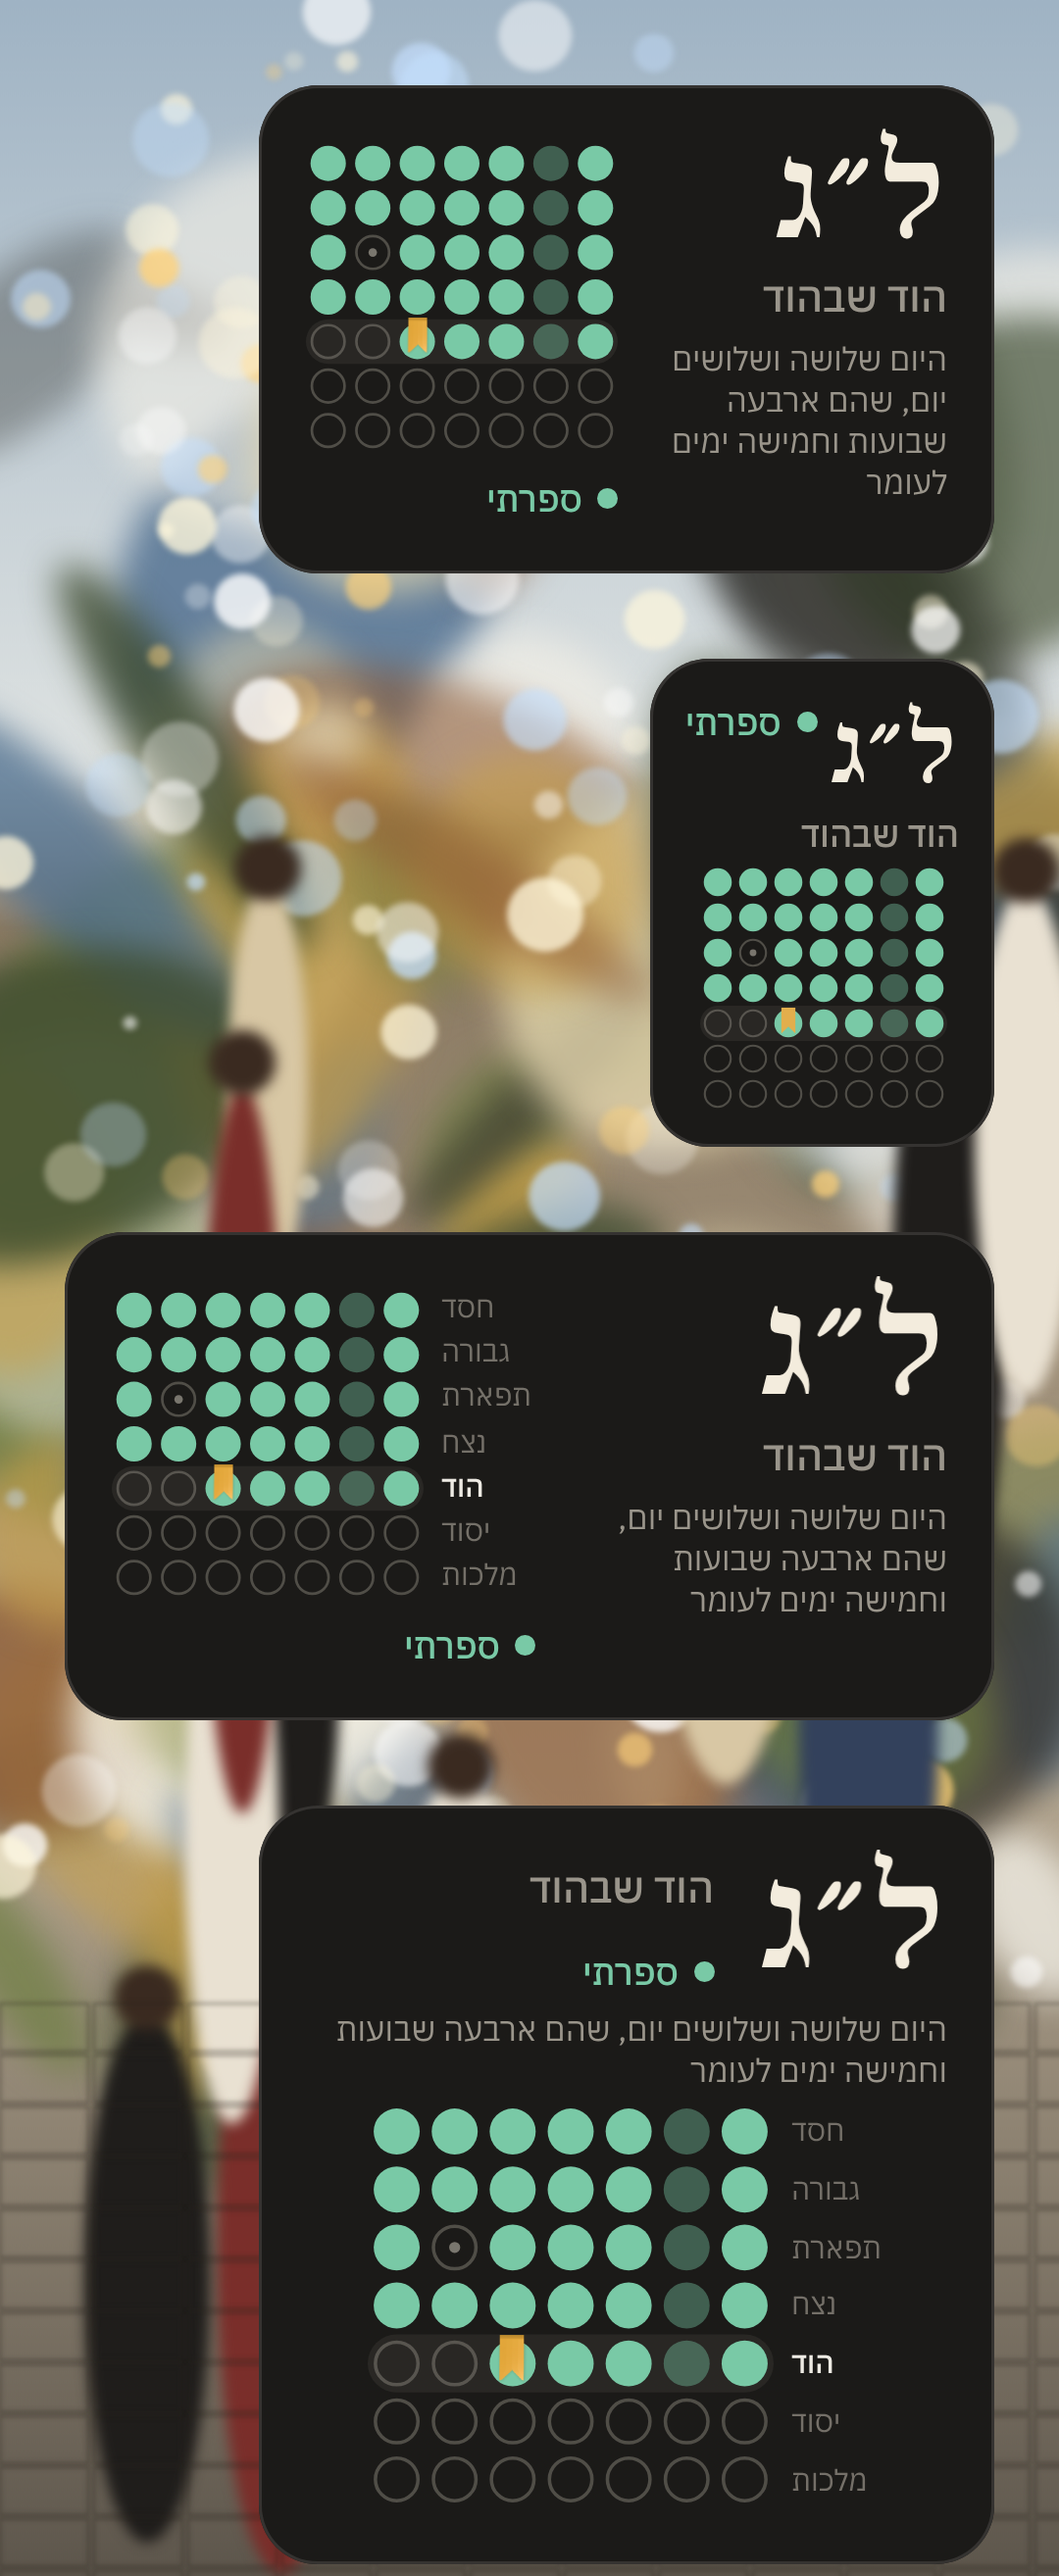 ל״ג
הוד שבהוד
היום שלושה ושלושים
יום, שהם ארבעה
שבועות וחמישה ימים
לעומר
ספרתי
ל״ג
ספרתי
הוד שבהוד
ל״ג
הוד שבהוד
היום שלושה ושלושים יום,
שהם ארבעה שבועות
וחמישה ימים לעומר
חסד
גבורה
תפארת
נצח
הוד
יסוד
מלכות
ספרתי
ל״ג
הוד שבהוד
ספרתי
היום שלושה ושלושים יום, שהם ארבעה שבועות
וחמישה ימים לעומר
חסד
גבורה
תפארת
נצח
הוד
יסוד
מלכות